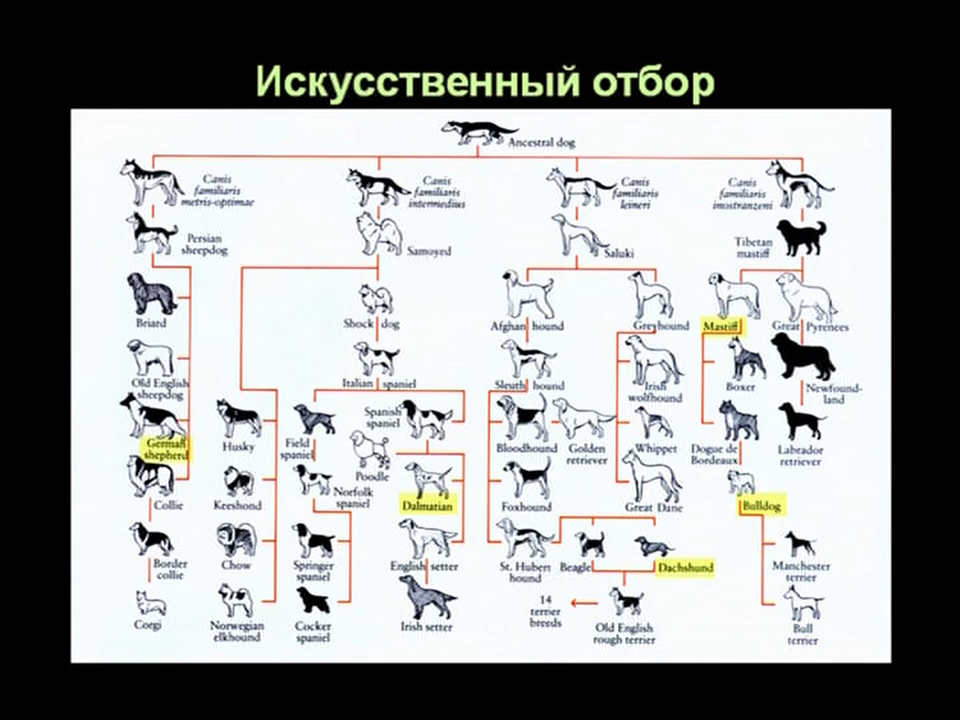 Искусственный отбор
Ancestral dog
Canis
familiaris
metris-optimae
Canis
familiaris
intermedius
Canis
familiaris
leineri
Canis
familiaris
inostranzeni
Persian
sheepdog
Samoyed
Saluki
Tibetan
mastiff
Briard
Shock dog
Afghan hound
Greyhound
Mastiff
Great Pyrenees
Old English
sheepdog
Italian spaniel
Sleuth hound
Irish
wolfhound
Boxer
Newfound-
land
German
shepherd
Husky
Field
spaniel
Spanish
spaniel
Poodle
Bloodhound
Golden
retriever
Whippet
Dogue de
Bordeaux
Labrador
retriever
Collie
Keeshond
Norfolk
spaniel
Dalmatian
Foxhound
Great Dane
Bulldog
Border
collie
Chow
Springer
spaniel
English setter
St. Hubert
hound
Beagle
Dachshund
Manchester
terrier
Corgi
Norwegian
elkhound
Cocker
spaniel
Irish setter
14
terrier
breeds
Old English
rough terrier
Bull
terrier